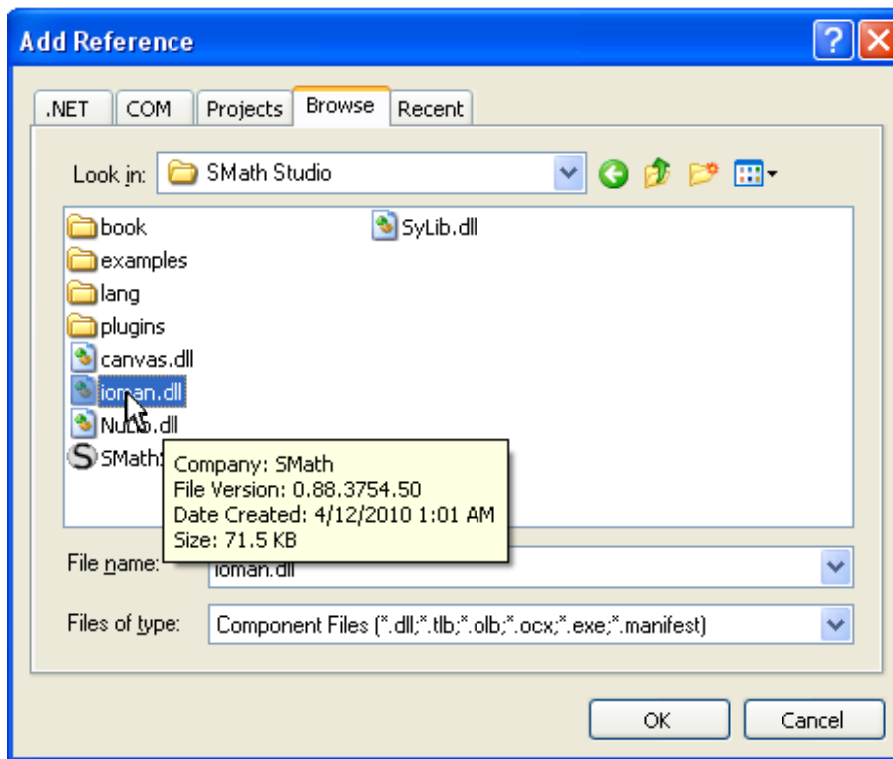 Add Reference
.NET COM Projects Browse Recent
Look in: SMath Studio
book
examples
lang
plugins
canvas.dll
ioman.dll
SyLib.dll
Company: SMath
File Version: 0.88.3754.50
Date Created: 4/12/2010 1:01 AM
Size: 71.5 KB
File name: ioman.dll
Files of type: Component Files (*.dll;*.tlb;*.olb;*.ocx;*.exe;*.manifest)
OK Cancel